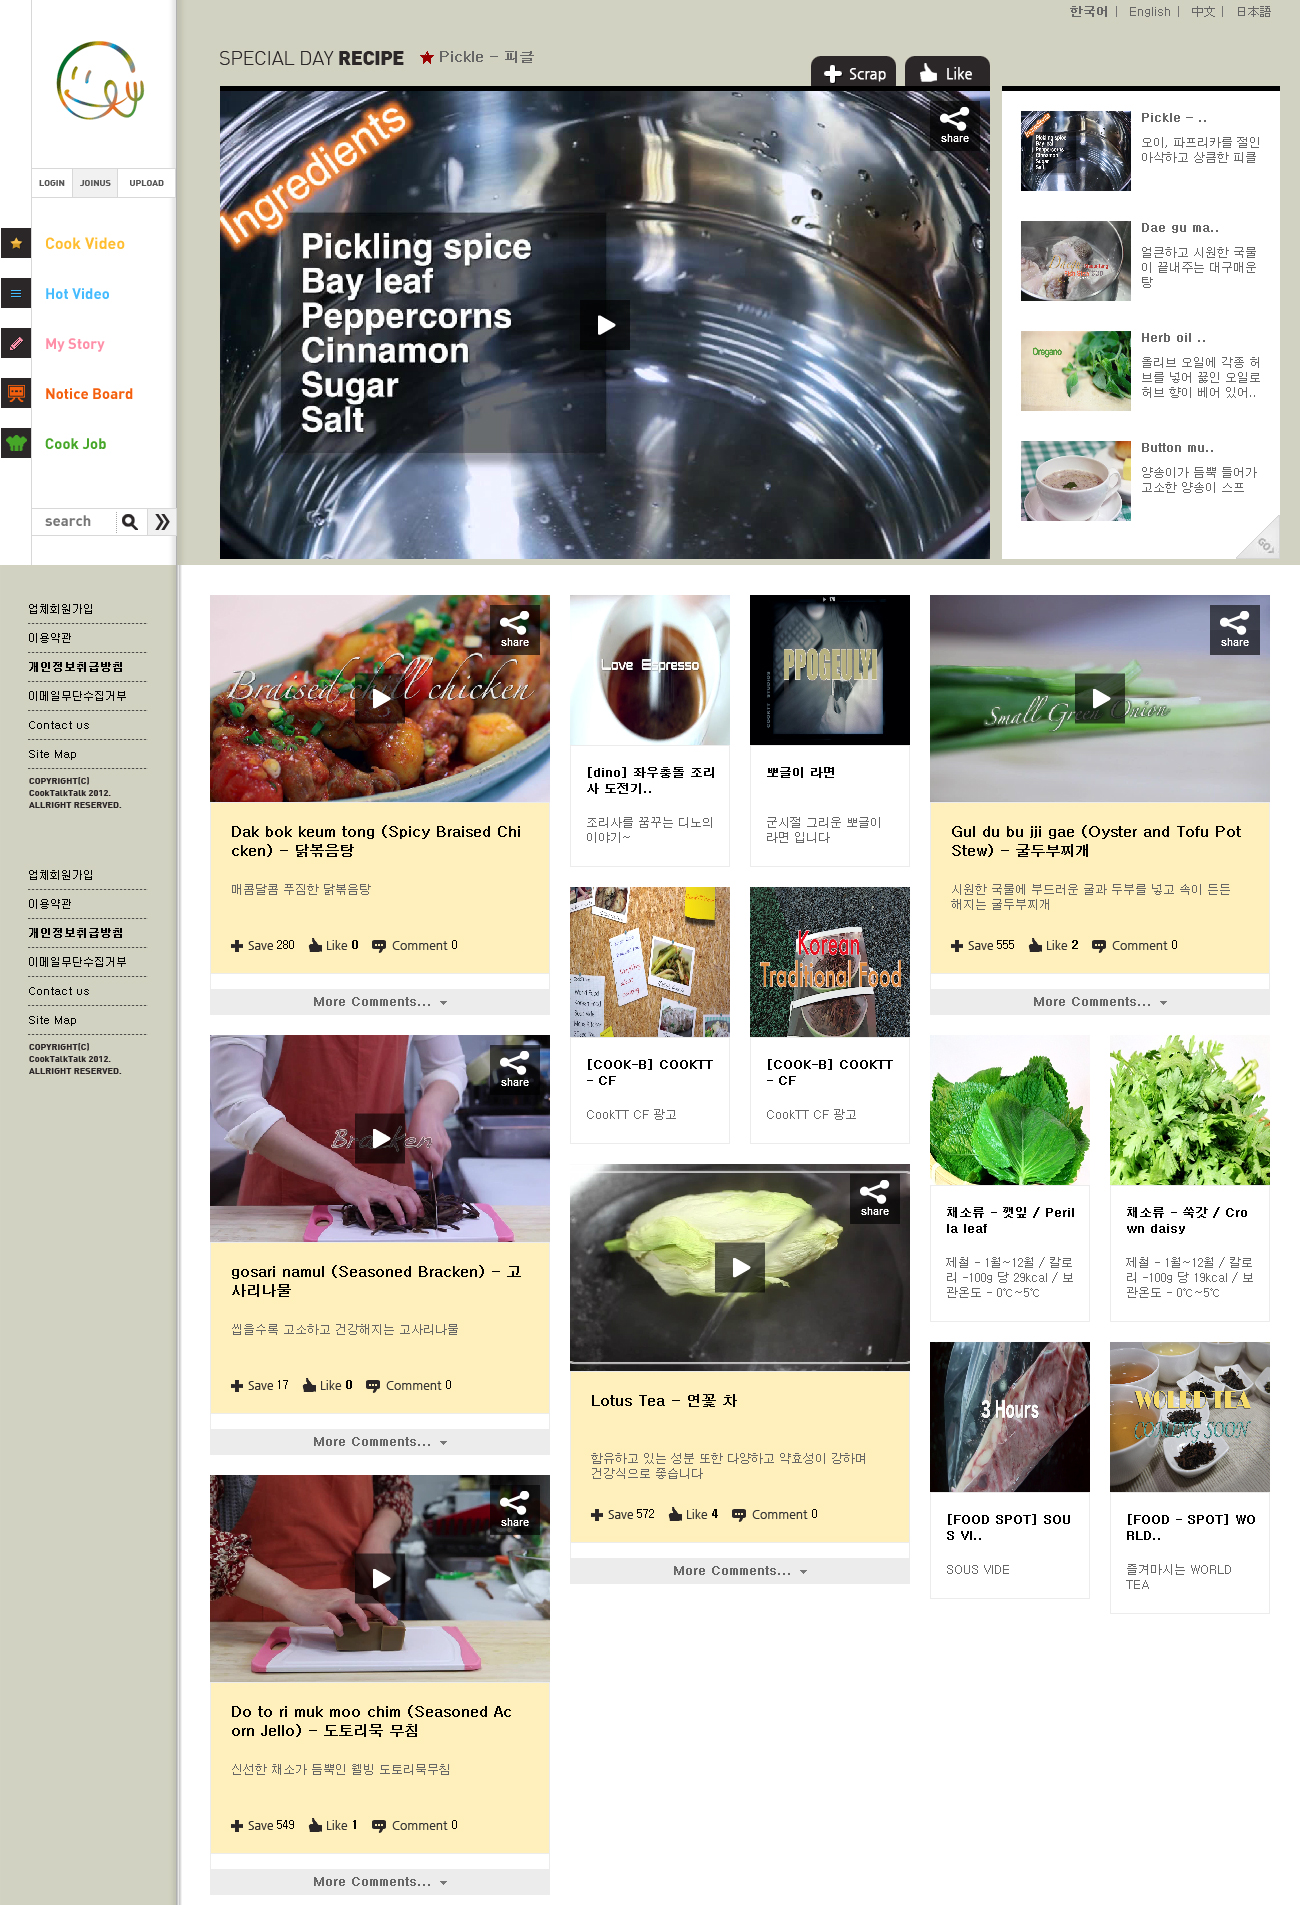 한국어 | English | 中文 | 日本語
SPECIAL DAY RECIPE ★ Pickle - 피클
Scrap
Like
LOGIN JOINUS UPLOAD
Cook Video
Hot Video
My Story
Notice Board
Cook Job
search
Ingredients
share
Pickling spice
Bay leaf
Peppercorns
Cinnamon
Sugar
Salt
Ingredients
Pickling spice
Bay leaf
Peppercorns
Cinnamon
Sugar
Salt
Pickle - ..
오이, 파프리카를 절인
아삭하고 상큼한 피클
Dae gu ma..
얼큰하고 시원한 국물
이 끝내주는 대구매운
탕
Oregano
Herb oil ..
올리브 오일에 각종 허
브를 넣어 끓인 오일로
허브 향이 베어 있어..
Button mu..
양송이가 듬뿍 들어가
고소한 양송이 스프
GO
업체회원가입
이용약관
개인정보취급방침
이메일무단수집거부
Contact us
Site Map
COPYRIGHT(C)
CookTalkTalk 2012.
ALLRIGHT RESERVED.
업체회원가입
이용약관
개인정보취급방침
이메일무단수집거부
Contact us
Site Map
COPYRIGHT(C)
CookTalkTalk 2012.
ALLRIGHT RESERVED.
share
Braised chill chicken
Dak bok keum tong (Spicy Braised Chi
cken) - 닭볶음탕
매콤달콤 푸짐한 닭볶음탕
Save 280 Like 0 Comment 0
More Comments...
share
Bracken
gosari namul (Seasoned Bracken) - 고
사리나물
씹을수록 고소하고 건강해지는 고사리나물
Save 17 Like 0 Comment 0
More Comments...
share
Do to ri muk moo chim (Seasoned Ac
orn Jello) - 도토리묵 무침
신선한 채소가 듬뿍인 웰빙 도토리묵무침
Save 549 Like 1 Comment 0
More Comments...
Love Espresso
[dino] 좌우충돌 조리
사 도전기..
조리사를 꿈꾸는 디노의
이야기~
PPOGEULYI
COOKTT STUDIOS
뽀글이 라면
군시절 그리운 뽀글이
라면 입니다
[COOK-B] COOKTT
- CF
CookTT CF 광고
Korean
Traditional Food
[COOK-B] COOKTT
- CF
CookTT CF 광고
share
Lotus Tea - 연꽃 차
함유하고 있는 성분 또한 다양하고 약효성이 강하며
건강식으로 좋습니다
Save 572 Like 4 Comment 0
More Comments...
share
Small Green Onion
Gul du bu jji gae (Oyster and Tofu Pot
Stew) - 굴두부찌개
시원한 국물에 부드러운 굴과 두부를 넣고 속이 든든
해지는 굴두부찌개
Save 555 Like 2 Comment 0
More Comments...
채소류 - 깻잎 / Peril
la leaf
제철 - 1월~12월 / 칼로
리 -100g 당 29kcal / 보
관온도 - 0℃~5℃
채소류 - 쑥갓 / Cro
wn daisy
제철 - 1월~12월 / 칼로
리 -100g 당 19kcal / 보
관온도 - 0℃~5℃
3 Hours
[FOOD SPOT] SOU
S VI..
SOUS VIDE
WOLRD TEA
COMING SOON
[FOOD - SPOT] WO
RLD..
즐겨마시는 WORLD
TEA